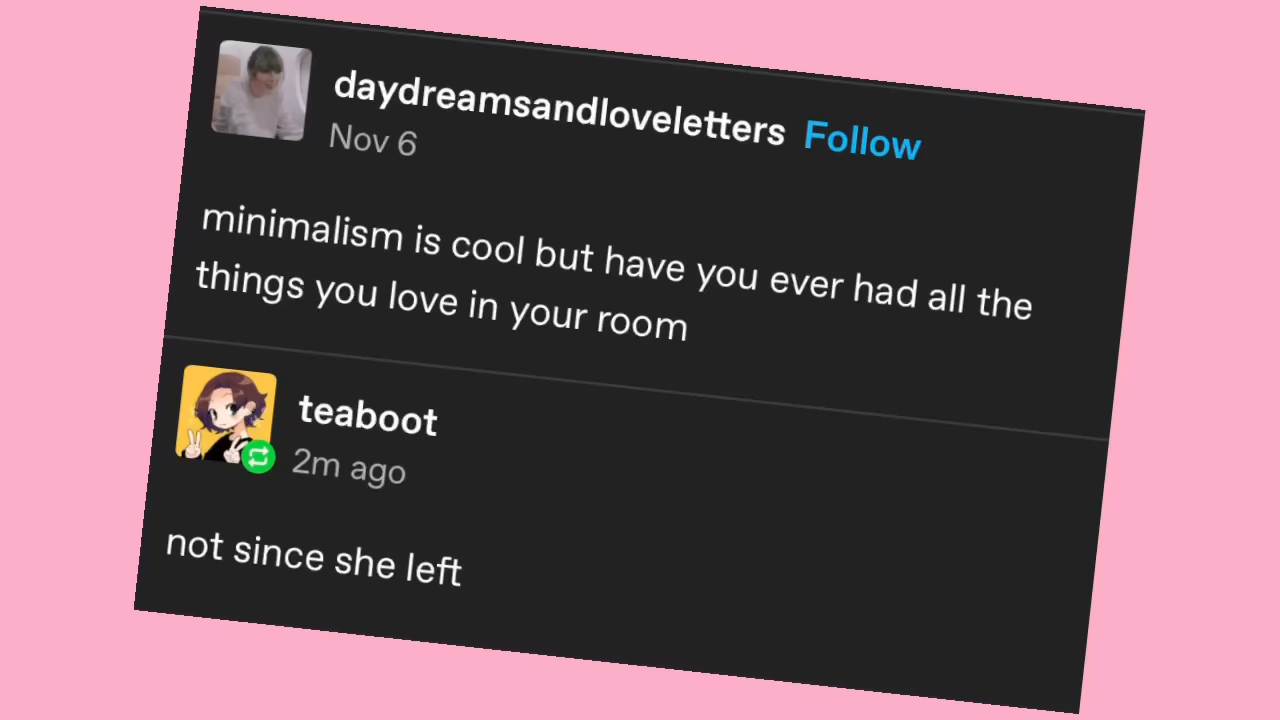 daydreamsandloveletters Follow
Nov 6
minimalism is cool but have you ever had all the
things you love in your room
teaboot
2m ago
not since she left